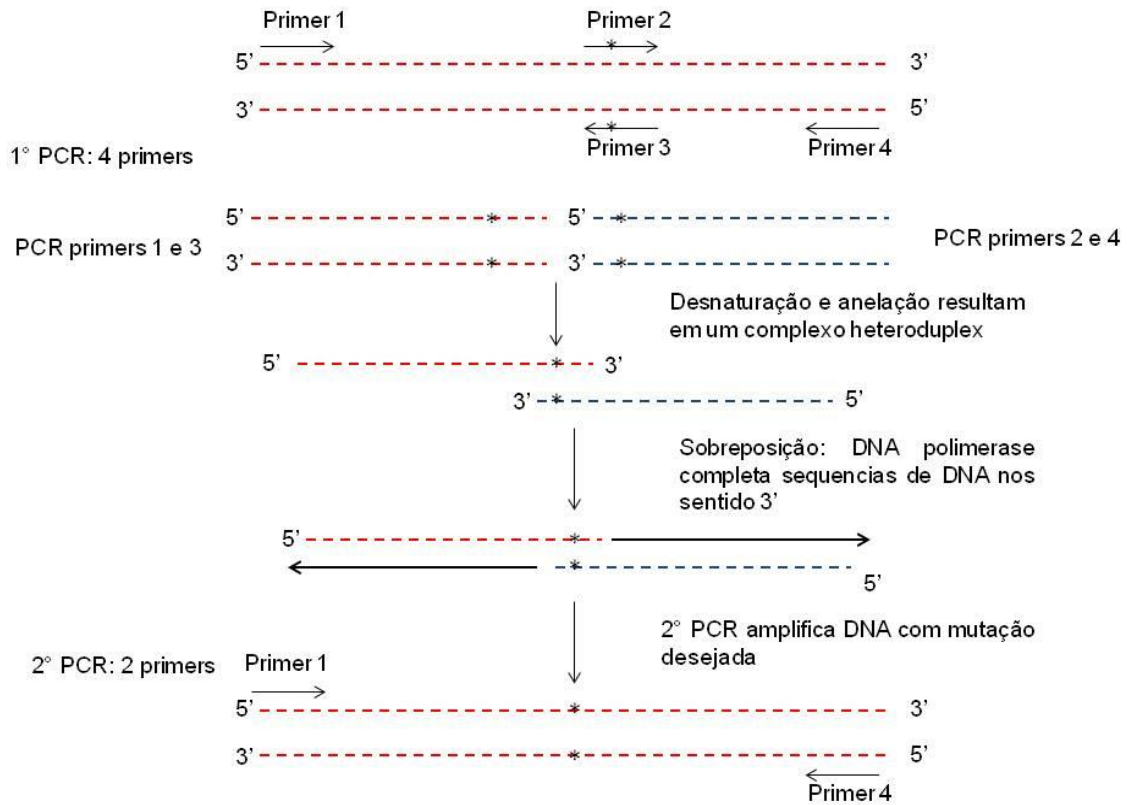 Primer 1
Primer 2
5’
3’
3’
5’
Primer 3
Primer 4
1° PCR: 4 primers
5’
5’
PCR primers 1 e 3
PCR primers 2 e 4
3’
3’
Desnaturação e anelação resultam
em um complexo heteroduplex
5’
3’
3’
5’
Sobreposição: DNA polimerase
completa sequencias de DNA nos
sentido 3’
5’
5’
2° PCR amplifica DNA com mutação
desejada
2° PCR: 2 primers
Primer 1
5’
3’
3’
5’
Primer 4